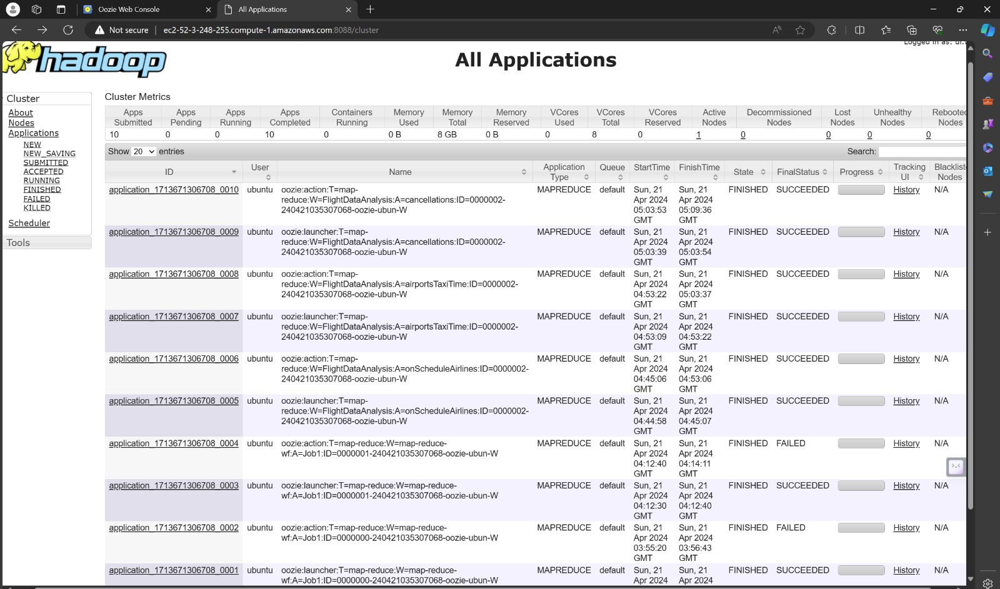 Oozie Web Console
All Applications
Not secure
ec2-52-3-248-255.compute-1.amazonaws.com:8088/cluster
hadoop
All Applications
Cluster
About
Nodes
Applications
NEW
NEW_SAVING
SUBMITTED
ACCEPTED
RUNNING
FINISHED
FAILED
KILLED
Scheduler
Tools
Cluster Metrics
Apps Submitted Apps Pending Apps Running Apps Completed Containers Running Memory Used Memory Total Memory Reserved VCores Used VCores Total VCores Reserved Active Nodes Decommissioned Nodes Lost Nodes Unhealthy Nodes Rebooted Nodes
10 0 0 10 0 0 B 8 GB 0 B 0 8 0 1 0 0 0 0
Show 20 entries Search:
ID User Name Application Type Queue StartTime FinishTime State FinalStatus Progress Tracking UI Nodes
application_1713671306708_0010 ubuntu oozie:action:T=map- MAPREDUCE default Sun, 21 Sun, 21 FINISHED SUCCEEDED History N/A
reduce:W=FlightDataAnalysis:A=cancellations:ID=0000002- Apr 2024 Apr 2024
240421035307068-oozie-ubun-W 05:03:53 05:09:36
GMT GMT
application_1713671306708_0009 ubuntu oozie:launcher:T=map- MAPREDUCE default Sun, 21 Sun, 21 FINISHED SUCCEEDED History N/A
reduce:W=FlightDataAnalysis:A=cancellations:ID=0000002- Apr 2024 Apr 2024
240421035307068-oozie-ubun-W 05:03:39 05:03:54
GMT GMT
application_1713671306708_0008 ubuntu oozie:action:T=map- MAPREDUCE default Sun, 21 Sun, 21 FINISHED SUCCEEDED History N/A
reduce:W=FlightDataAnalysis:A=airportsTaxiTime:ID=0000002- Apr 2024 Apr 2024
240421035307068-oozie-ubun-W 04:53:22 05:03:37
GMT GMT
application_1713671306708_0007 ubuntu oozie:launcher:T=map- MAPREDUCE default Sun, 21 Sun, 21 FINISHED SUCCEEDED History N/A
reduce:W=FlightDataAnalysis:A=airportsTaxiTime:ID=0000002- Apr 2024 Apr 2024
240421035307068-oozie-ubun-W 04:53:09 04:53:22
GMT GMT
application_1713671306708_0006 ubuntu oozie:action:T=map- MAPREDUCE default Sun, 21 Sun, 21 FINISHED SUCCEEDED History N/A
reduce:W=FlightDataAnalysis:A=onScheduleAirlines:ID=0000002- Apr 2024 Apr 2024
240421035307068-oozie-ubun-W 04:45:06 04:53:06
GMT GMT
application_1713671306708_0005 ubuntu oozie:launcher:T=map- MAPREDUCE default Sun, 21 Sun, 21 FINISHED SUCCEEDED History N/A
reduce:W=FlightDataAnalysis:A=onScheduleAirlines:ID=0000002- Apr 2024 Apr 2024
240421035307068-oozie-ubun-W 04:44:58 04:45:07
GMT GMT
application_1713671306708_0004 ubuntu oozie:action:T=map-reduce:W=map-reduce- MAPREDUCE default Sun, 21 Sun, 21 FINISHED FAILED History N/A
wf:A=Job1:ID=0000001-240421035307068-oozie-ubun-W Apr 2024 Apr 2024
04:12:40 04:14:11
GMT GMT
application_1713671306708_0003 ubuntu oozie:launcher:T=map-reduce:W=map-reduce- MAPREDUCE default Sun, 21 Sun, 21 FINISHED SUCCEEDED History N/A
wf:A=Job1:ID=0000001-240421035307068-oozie-ubun-W Apr 2024 Apr 2024
04:12:30 04:12:40
GMT GMT
application_1713671306708_0002 ubuntu oozie:action:T=map-reduce:W=map-reduce- MAPREDUCE default Sun, 21 Sun, 21 FINISHED FAILED History N/A
wf:A=Job1:ID=0000000-240421035307068-oozie-ubun-W Apr 2024 Apr 2024
03:55:20 03:56:43
GMT GMT
application_1713671306708_0001 ubuntu oozie:launcher:T=map-reduce:W=map-reduce- MAPREDUCE default Sun, 21 Sun, 21 FINISHED SUCCEEDED History N/A
wf:A=Job1:ID=0000000-240421035307068-oozie-ubun-W Apr 2024 Apr 2024